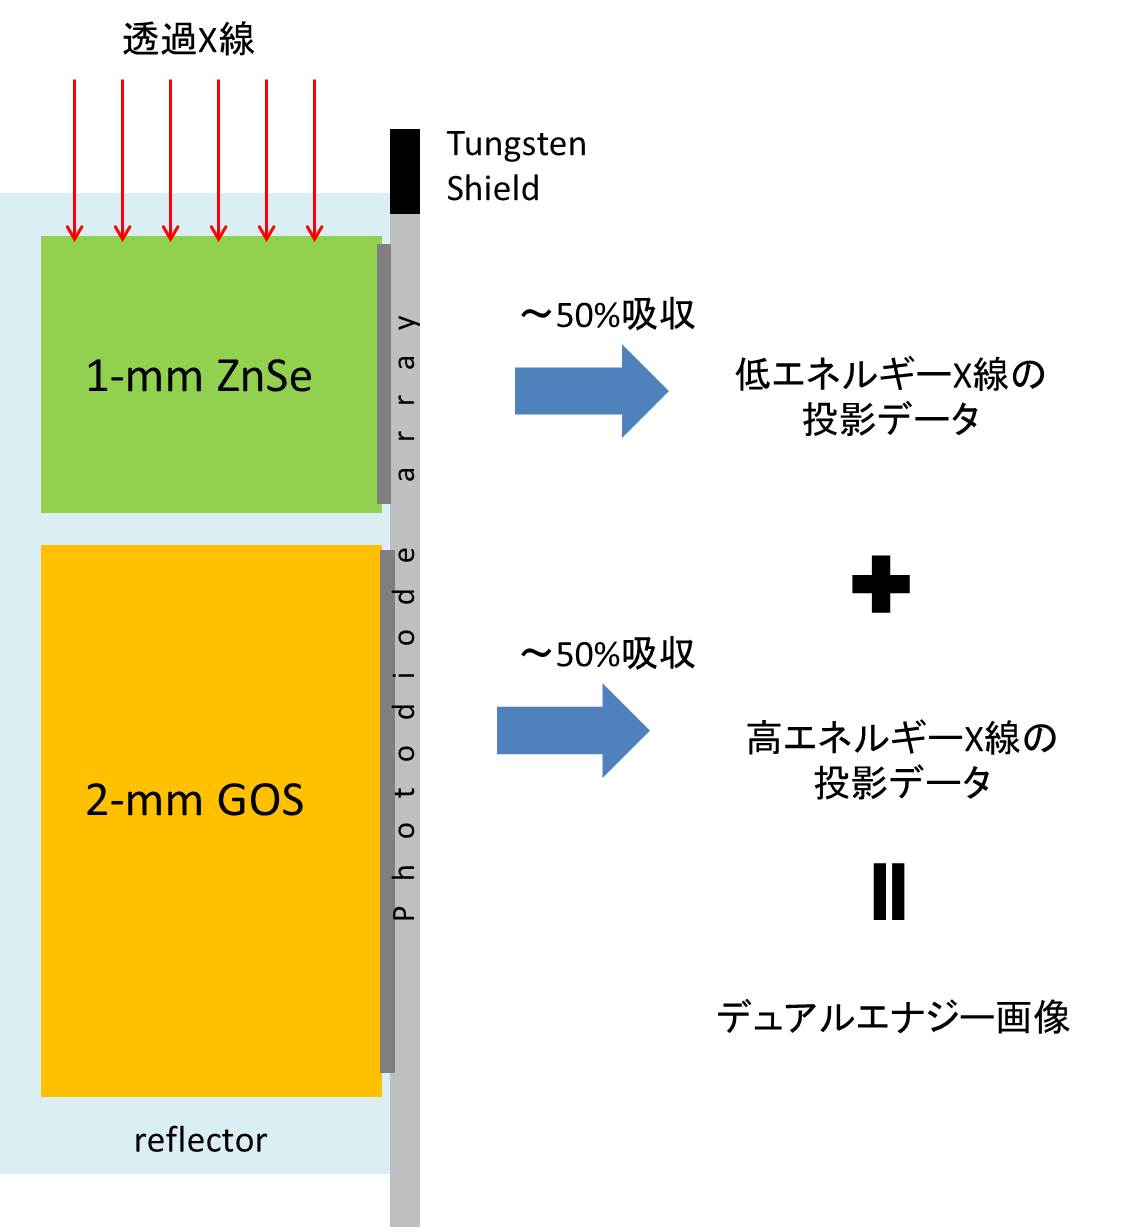 透過X線
Tungsten
Shield
～50%吸収
1-mm ZnSe
低エネルギーX線の
投影データ
Photodiode array
～50%吸収
高エネルギーX線の
投影データ
2-mm GOS
デュアルエナジー画像
reflector